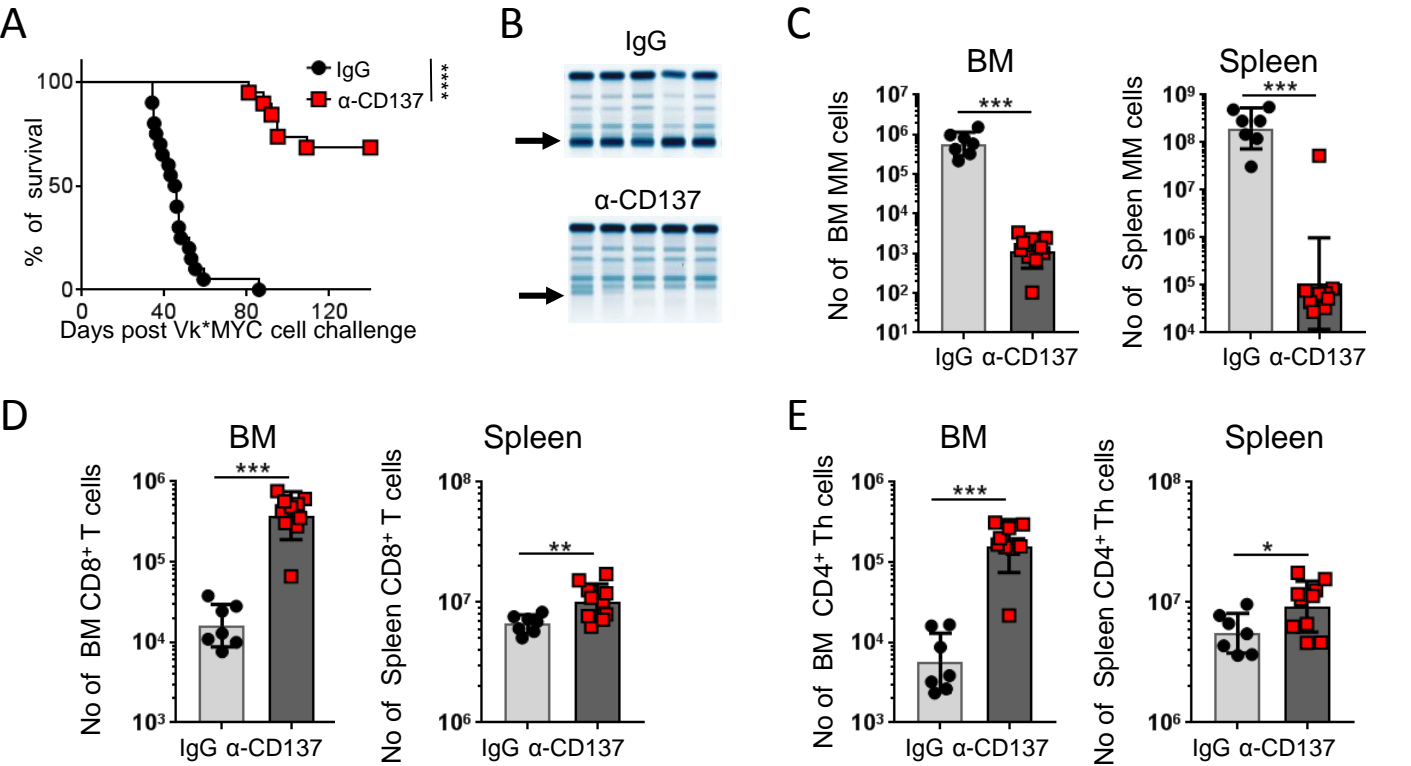 A
IgG
α-CD137
****
% of survival
100
50
0
0 40 80 120
Days post Vk*MYC cell challenge
B
IgG
α-CD137
C
BM
***
No of BM MM cells
10⁷
10⁶
10⁵
10⁴
10³
10²
10¹
IgG α-CD137
Spleen
***
No of Spleen MM cells
10⁹
10⁸
10⁷
10⁶
10⁵
10⁴
IgG α-CD137
D
BM
***
No of BM CD8⁺ T cells
10⁶
10⁵
10⁴
10³
IgG α-CD137
Spleen
**
No of Spleen CD8⁺ T cells
10⁸
10⁷
10⁶
IgG α-CD137
E
BM
***
No of BM CD4⁺ Th cells
10⁶
10⁵
10⁴
10³
IgG α-CD137
Spleen
*
No of Spleen CD4⁺ Th cells
10⁸
10⁷
10⁶
IgG α-CD137